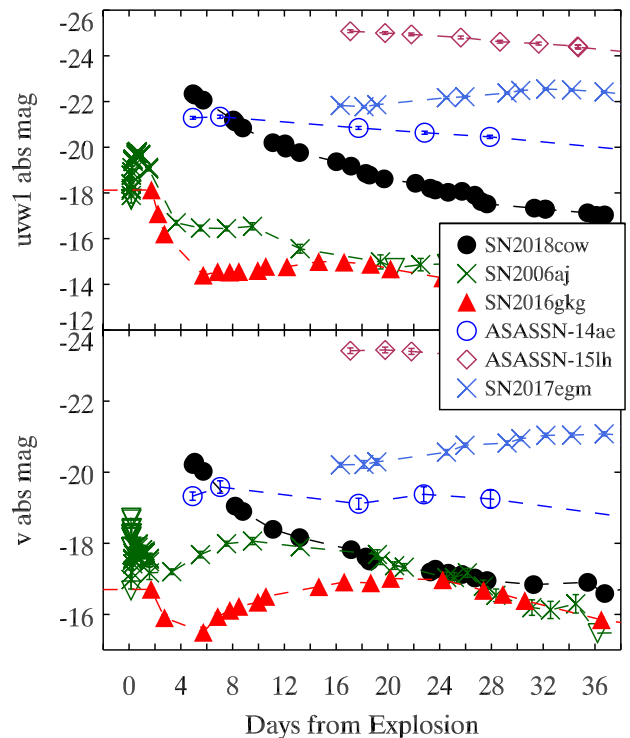 -26
-24
-22
-20
-18
-16
-14
-12
uvw1 abs mag
SN2018cow
SN2006aj
SN2016gkg
ASASSN-14ae
ASASSN-15lh
SN2017egm
-24
-22
-20
-18
-16
v abs mag
0 4 8 12 16 20 24 28 32 36
Days from Explosion